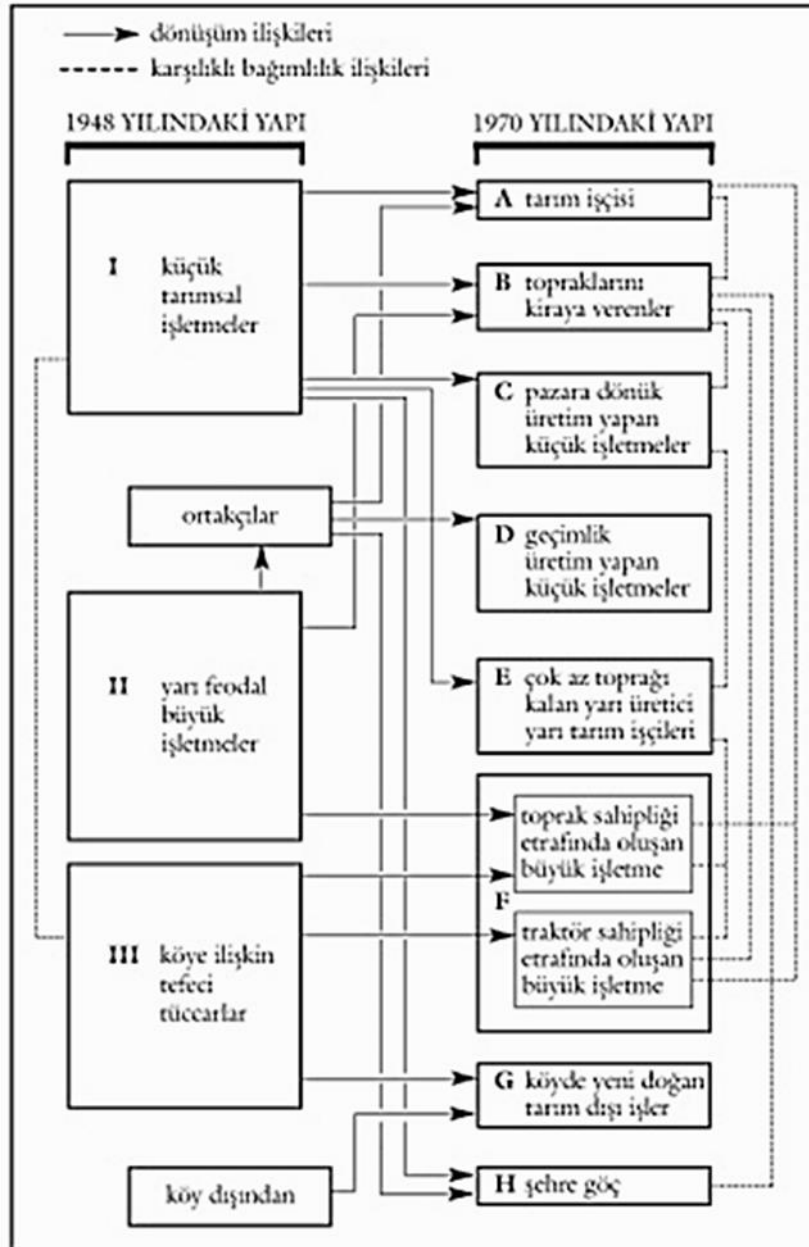 dönüşüm ilişkileri
karşılıklı bağımlılık ilişkileri
1948 YILINDAKİ YAPI
1970 YILINDAKİ YAPI
I küçük
tarımsal
işletmeler
ortakçılar
II yarı feodal
büyük
işletmeler
III köye ilişkin
tefeci
tüccarlar
köy dışından
A tarım işçisi
B topraklarını
kiraya verenler
C pazara dönük
üretim yapan
küçük işletmeler
D geçimlik
üretim yapan
küçük işletmeler
E çok az toprağı
kalan yarı üretici
yarı tarım işçileri
F
toprak sahipliği
etrafında oluşan
büyük işletme
traktör sahipliği
etrafında oluşan
büyük işletme
G köyde yeni doğan
tarım dışı işler
H şehre göç